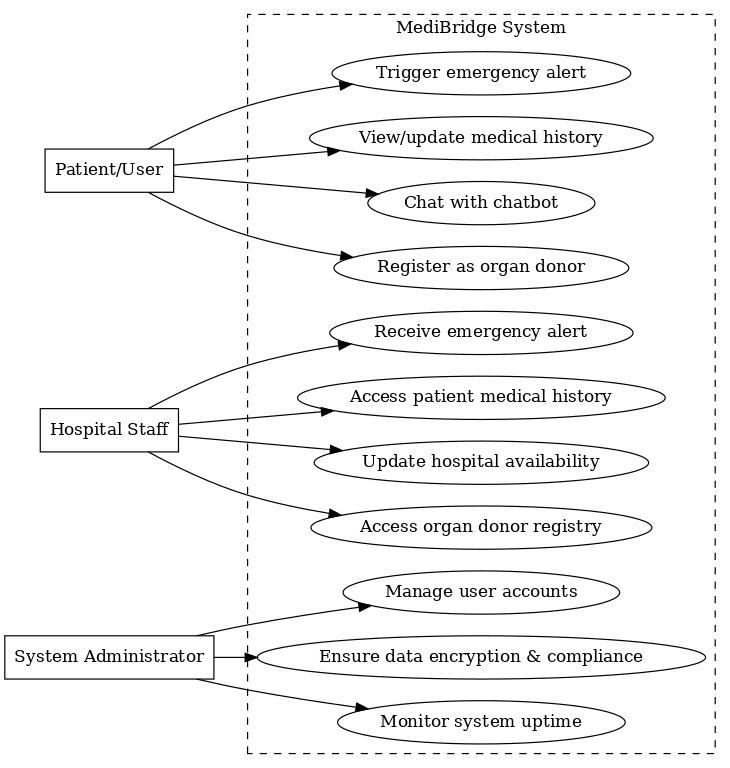 MediBridge System
Trigger emergency alert
View/update medical history
Patient/User
Chat with chatbot
Register as organ donor
Receive emergency alert
Access patient medical history
Hospital Staff
Update hospital availability
Access organ donor registry
Manage user accounts
System Administrator
Ensure data encryption & compliance
Monitor system uptime